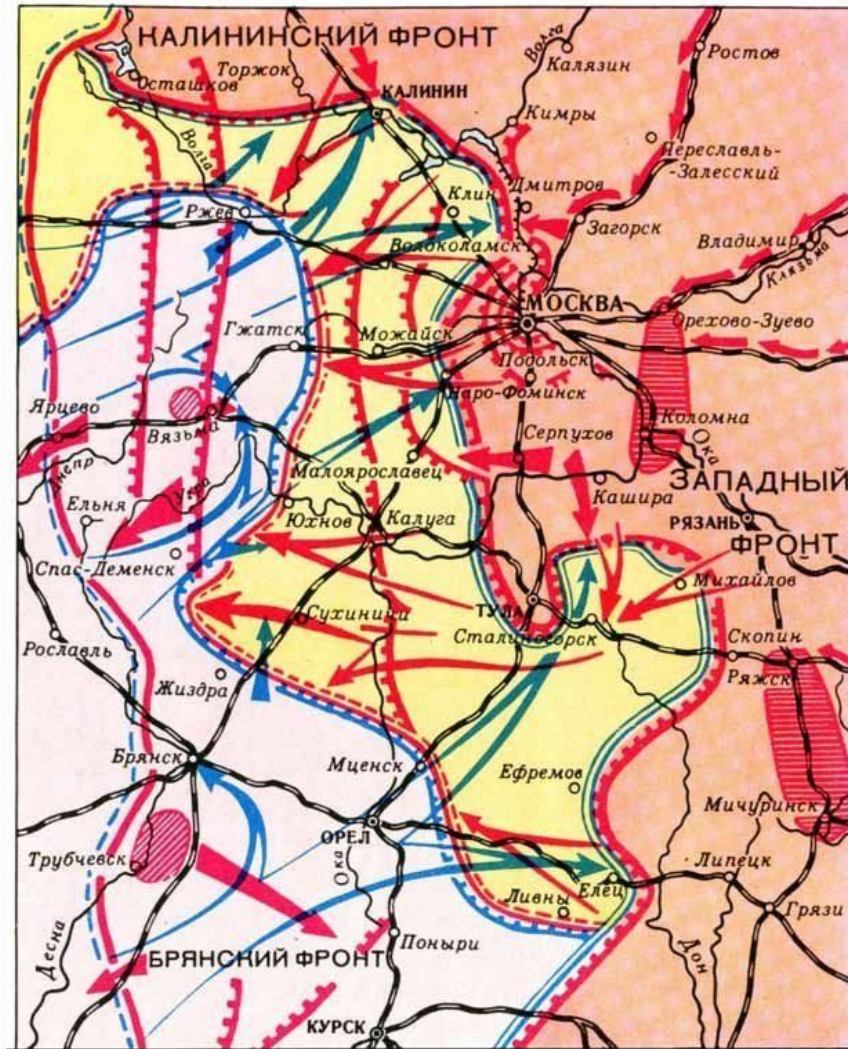 КАЛИНИНСКИЙ ФРОНТ
Осташков
Торжок
КАЛИНИН
Волга
Калязин
Ростов
Кимры
Волга
Переславль-
-Залесский
Клин
Дмитров
Ржев
Загорск
Волоколамск
Владимир
Клязьма
МОСКВА
Орехово-Зуево
Гжатск
Можайск
Подольск
Наро-Фоминск
Ярцево
Вязьма
Коломна
Днепр
Малоярославец
Серпухов
Ока
Угра
Кашира
ЗАПАДНЫЙ
Ельня
Юхнов
Калуга
РЯЗАНЬ
ФРОНТ
Спас-Деменск
Михайлов
Сухиничи
ТУЛА
Сталиногорск
Рославль
Скопин
Жиздра
Ряжск
Брянск
Мценск
Ефремов
Мичуринск
ОРЕЛ
Трубчевск
Ока
Липецк
Елец
Ливны
Грязи
Десна
Поныри
БРЯНСКИЙ ФРОНТ
Дон
КУРСК